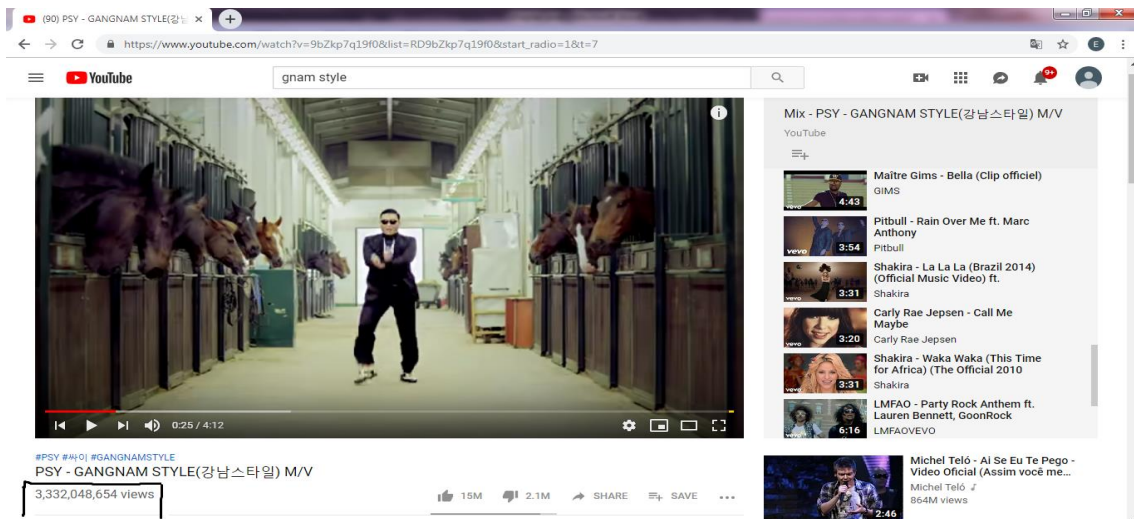 (90) PSY - GANGNAM STYLE(강남
https://www.youtube.com/watch?v=9bZkp7q19f0&list=RD9bZkp7q19f0&start_radio=1&t=7
E
YouTube
gnam style
9+
Mix - PSY - GANGNAM STYLE(강남스타일) M/V
YouTube
Maître Gims - Bella (Clip officiel)
GIMS
vevo
4:43
Pitbull - Rain Over Me ft. Marc
Anthony
Pitbull
vevo
3:54
Shakira - La La La (Brazil 2014)
(Official Music Video) ft.
Shakira
vevo
3:31
Carly Rae Jepsen - Call Me
Maybe
Carly Rae Jepsen
vevo
3:20
Shakira - Waka Waka (This Time
for Africa) (The Official 2010
Shakira
vevo
3:31
LMFAO - Party Rock Anthem ft.
Lauren Bennett, GoonRock
LMFAOVEVO
vevo
6:16
0:25 / 4:12
#PSY #싸이 #GANGNAMSTYLE
PSY - GANGNAM STYLE(강남스타일) M/V
3,332,048,654 views
15M
2.1M
SHARE
SAVE
Michel Teló - Ai Se Eu Te Pego -
Video Oficial (Assim você me...
Michel Teló
864M views
2:46